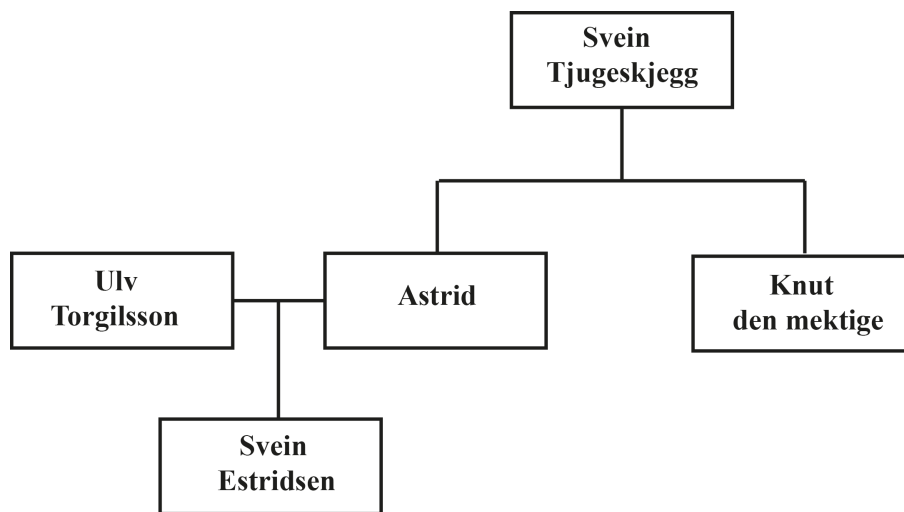 Svein
Tjugeskjegg
Ulv
Torgilsson
Astrid
Knut
den mektige
Svein
Estridsen